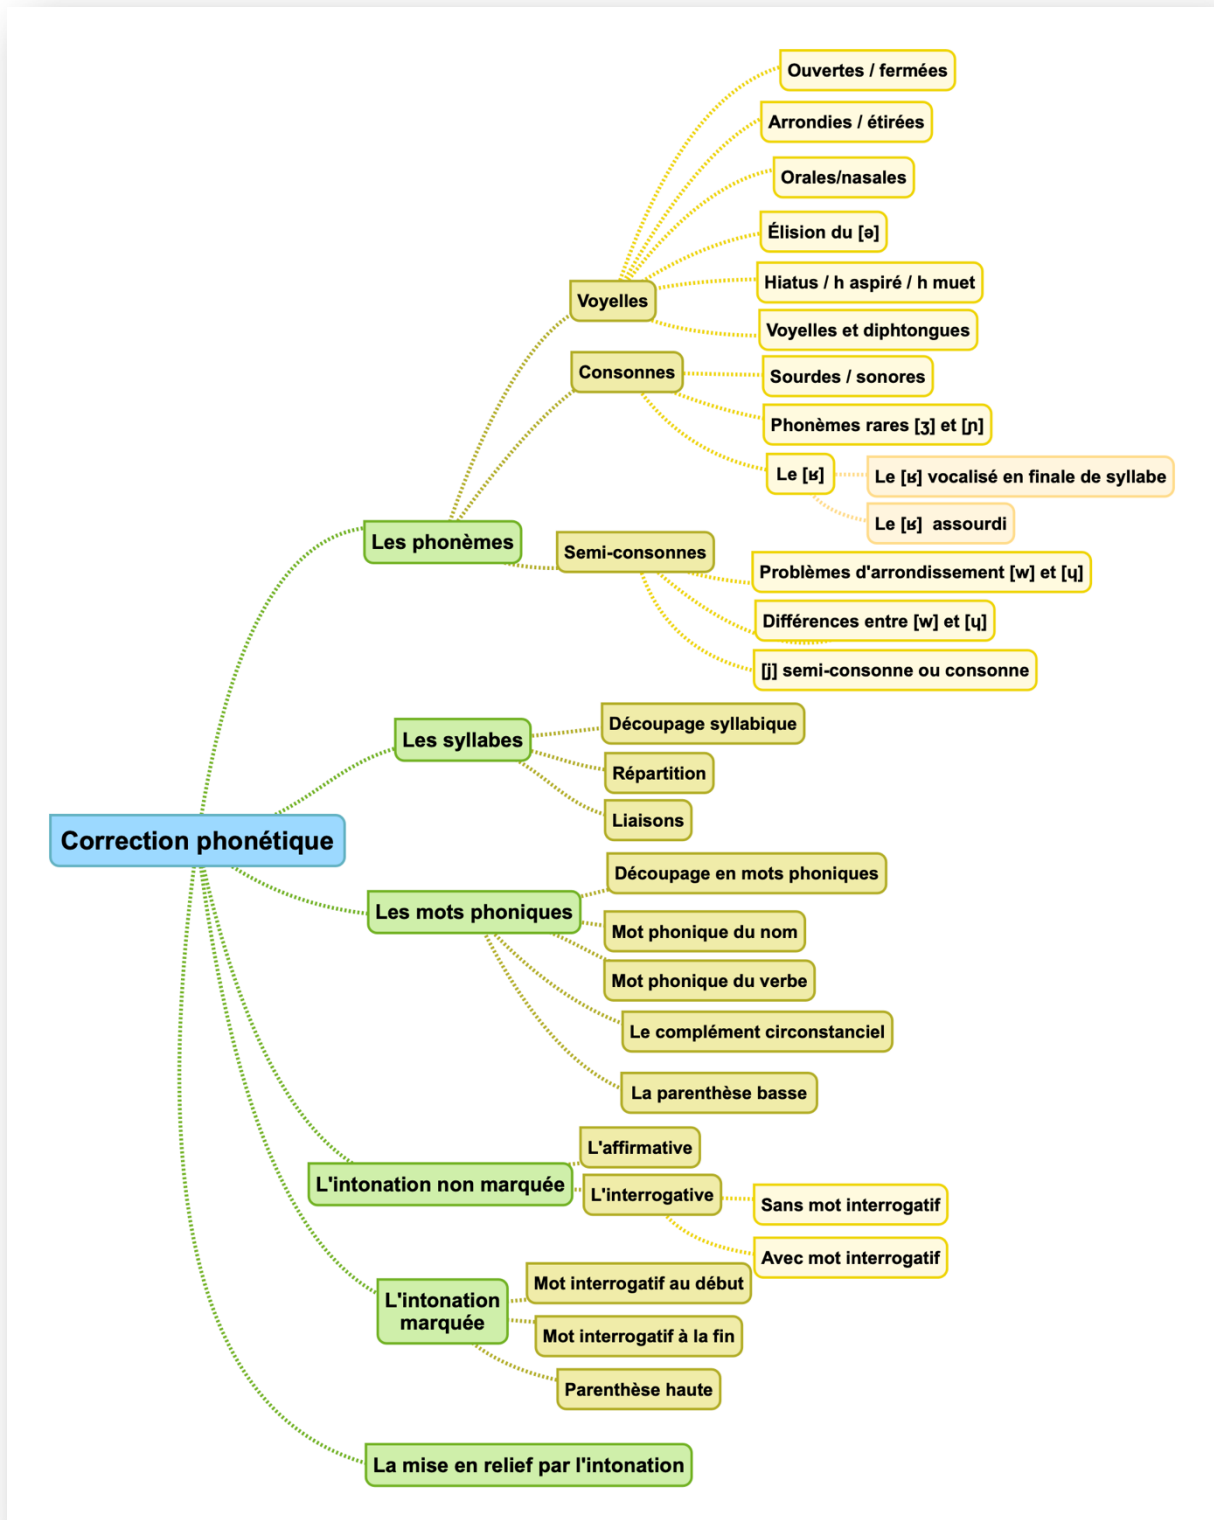 Ouvertes / fermées
Arrondies / étirées
Orales/nasales
Élision du [ə]
Hiatus / h aspiré / h muet
Voyelles
Voyelles et diphtongues
Consonnes
Sourdes / sonores
Phonèmes rares [ʒ] et [ɲ]
Le [ʁ]
Le [ʁ] vocalisé en finale de syllabe
Le [ʁ]  assourdi
Les phonèmes
Semi-consonnes
Problèmes d'arrondissement [w] et [ɥ]
Différences entre [w] et [ɥ]
[j] semi-consonne ou consonne
Les syllabes
Découpage syllabique
Répartition
Liaisons
Correction phonétique
Les mots phoniques
Découpage en mots phoniques
Mot phonique du nom
Mot phonique du verbe
Le complément circonstanciel
La parenthèse basse
L'intonation non marquée
L'affirmative
L'interrogative
Sans mot interrogatif
Avec mot interrogatif
L'intonation
marquée
Mot interrogatif au début
Mot interrogatif à la fin
Parenthèse haute
La mise en relief par l'intonation